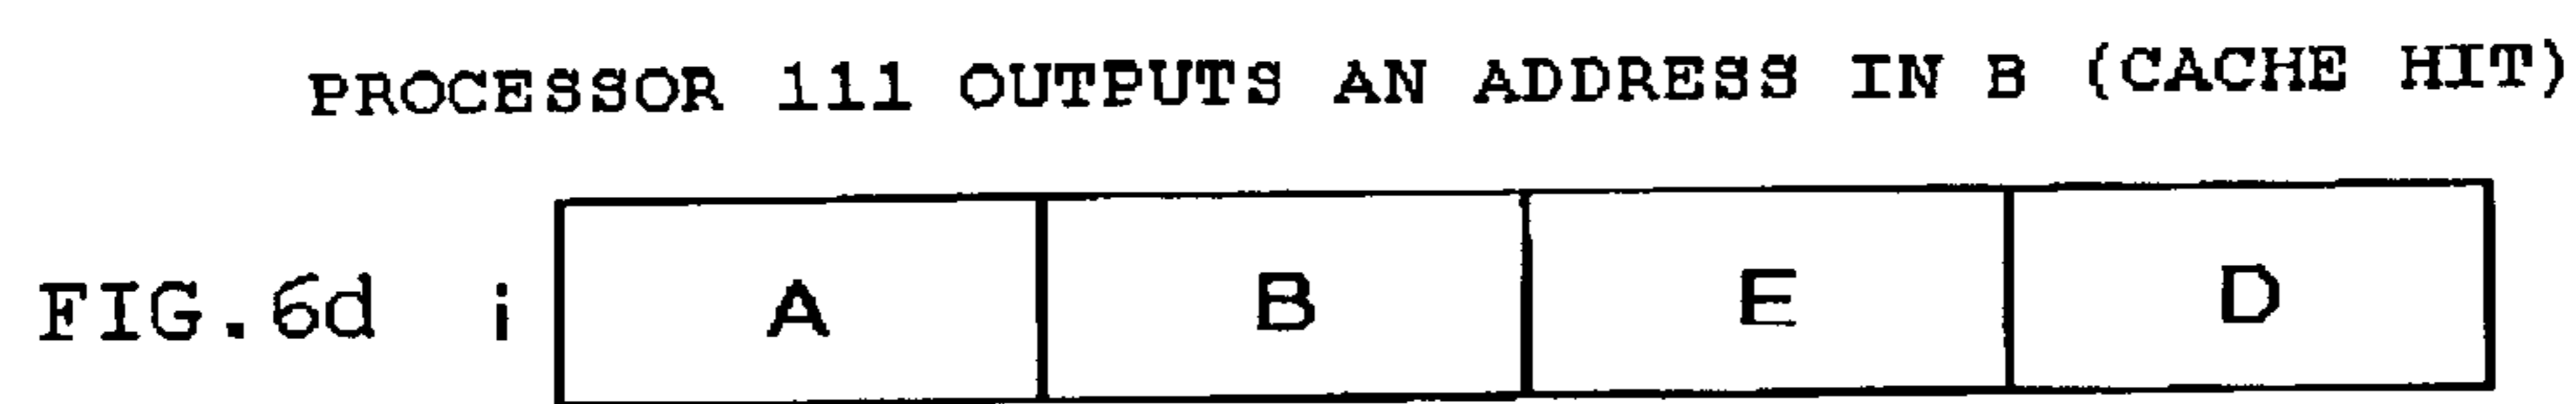 PROCESSOR 111 OUTPUTS AN ADDRESS IN B (CACHE HIT)
FIG.6d i A B E D